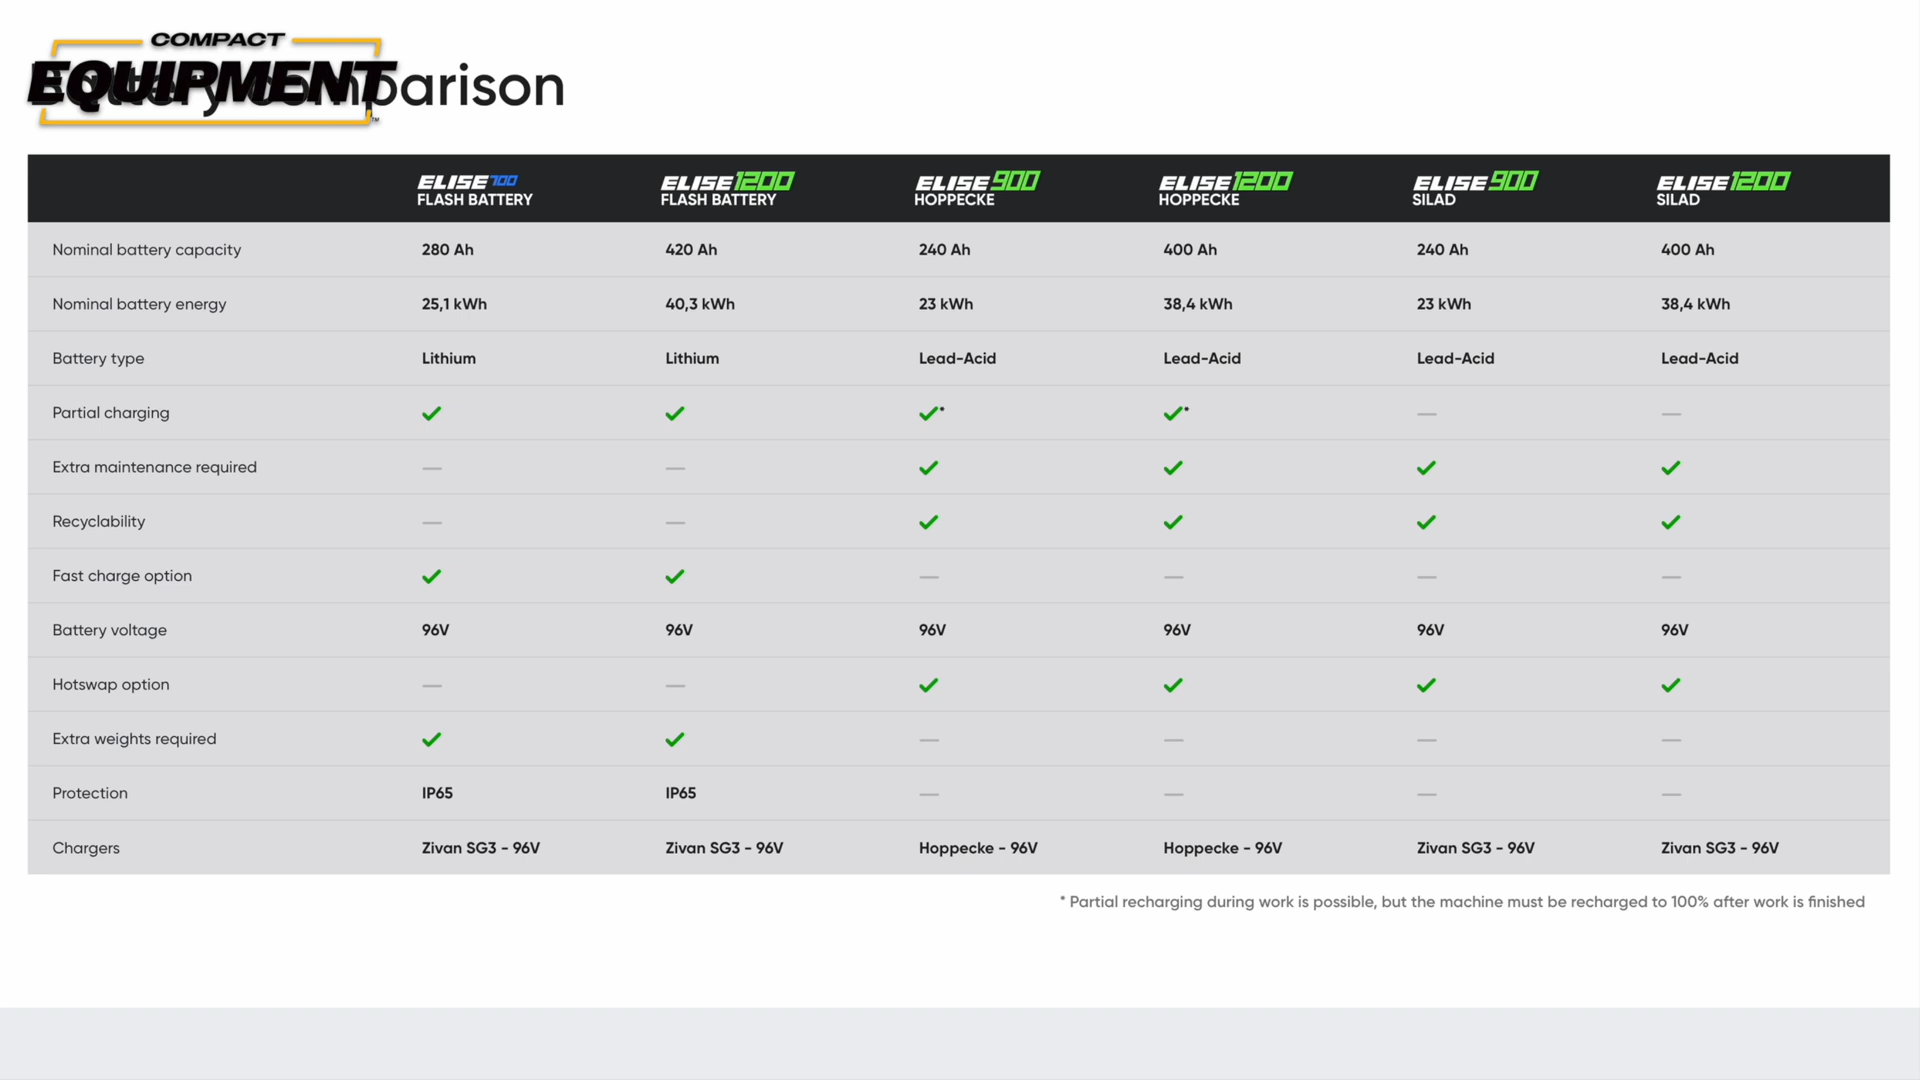 COMPACT
EQUIPMENT
TM
Battery comparison
ELISE 700 FLASH BATTERY ELISE 1200 FLASH BATTERY ELISE 900 HOPPECKE ELISE 1200 HOPPECKE ELISE 900 SILAD ELISE 1200 SILAD
Nominal battery capacity 280 Ah 420 Ah 240 Ah 400 Ah 240 Ah 400 Ah
Nominal battery energy 25,1 kWh 40,3 kWh 23 kWh 38,4 kWh 23 kWh 38,4 kWh
Battery type Lithium Lithium Lead-Acid Lead-Acid Lead-Acid Lead-Acid
Partial charging ✓ ✓ ✓* ✓* — —
Extra maintenance required — — ✓ ✓ ✓ ✓
Recyclability — — ✓ ✓ ✓ ✓
Fast charge option ✓ ✓ — — — —
Battery voltage 96V 96V 96V 96V 96V 96V
Hotswap option — — ✓ ✓ ✓ ✓
Extra weights required ✓ ✓ — — — —
Protection IP65 IP65 — — — —
Chargers Zivan SG3 - 96V Zivan SG3 - 96V Hoppecke - 96V Hoppecke - 96V Zivan SG3 - 96V Zivan SG3 - 96V
* Partial recharging during work is possible, but the machine must be recharged to 100% after work is finished